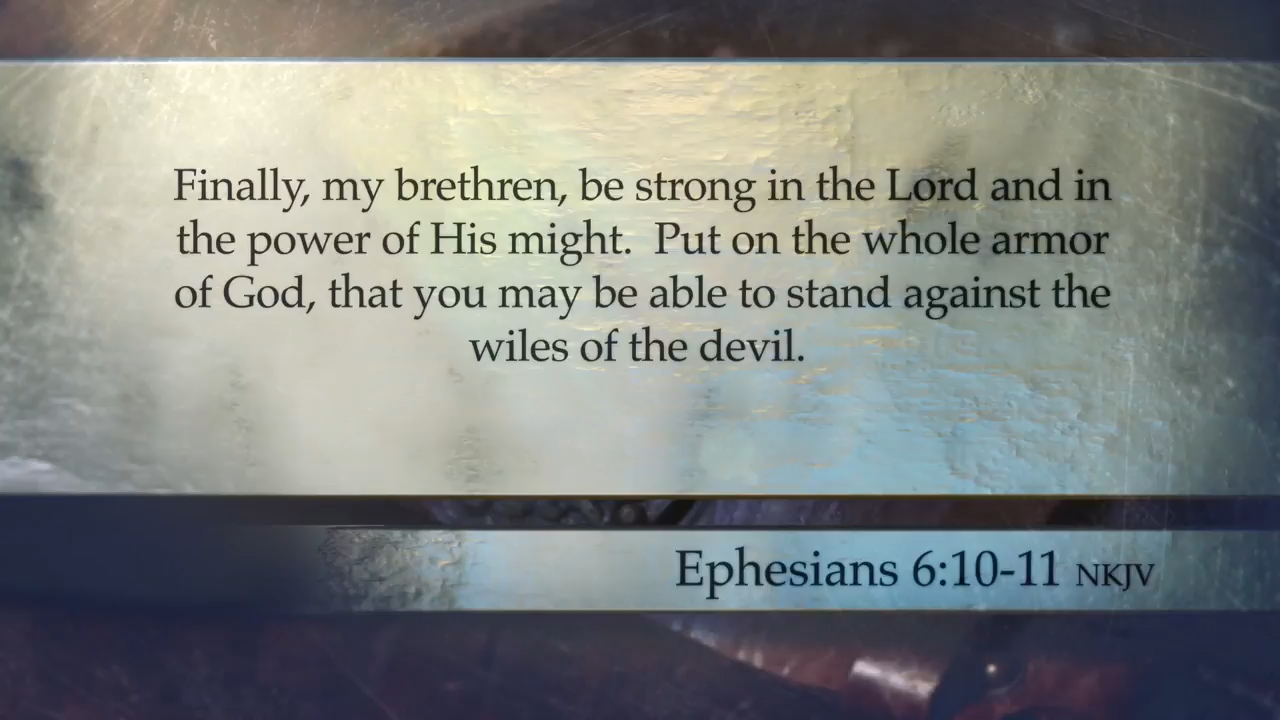 Finally, my brethren, be strong in the Lord and in
the power of His might.  Put on the whole armor
of God, that you may be able to stand against the
wiles of the devil.
Ephesians 6:10-11 NKJV